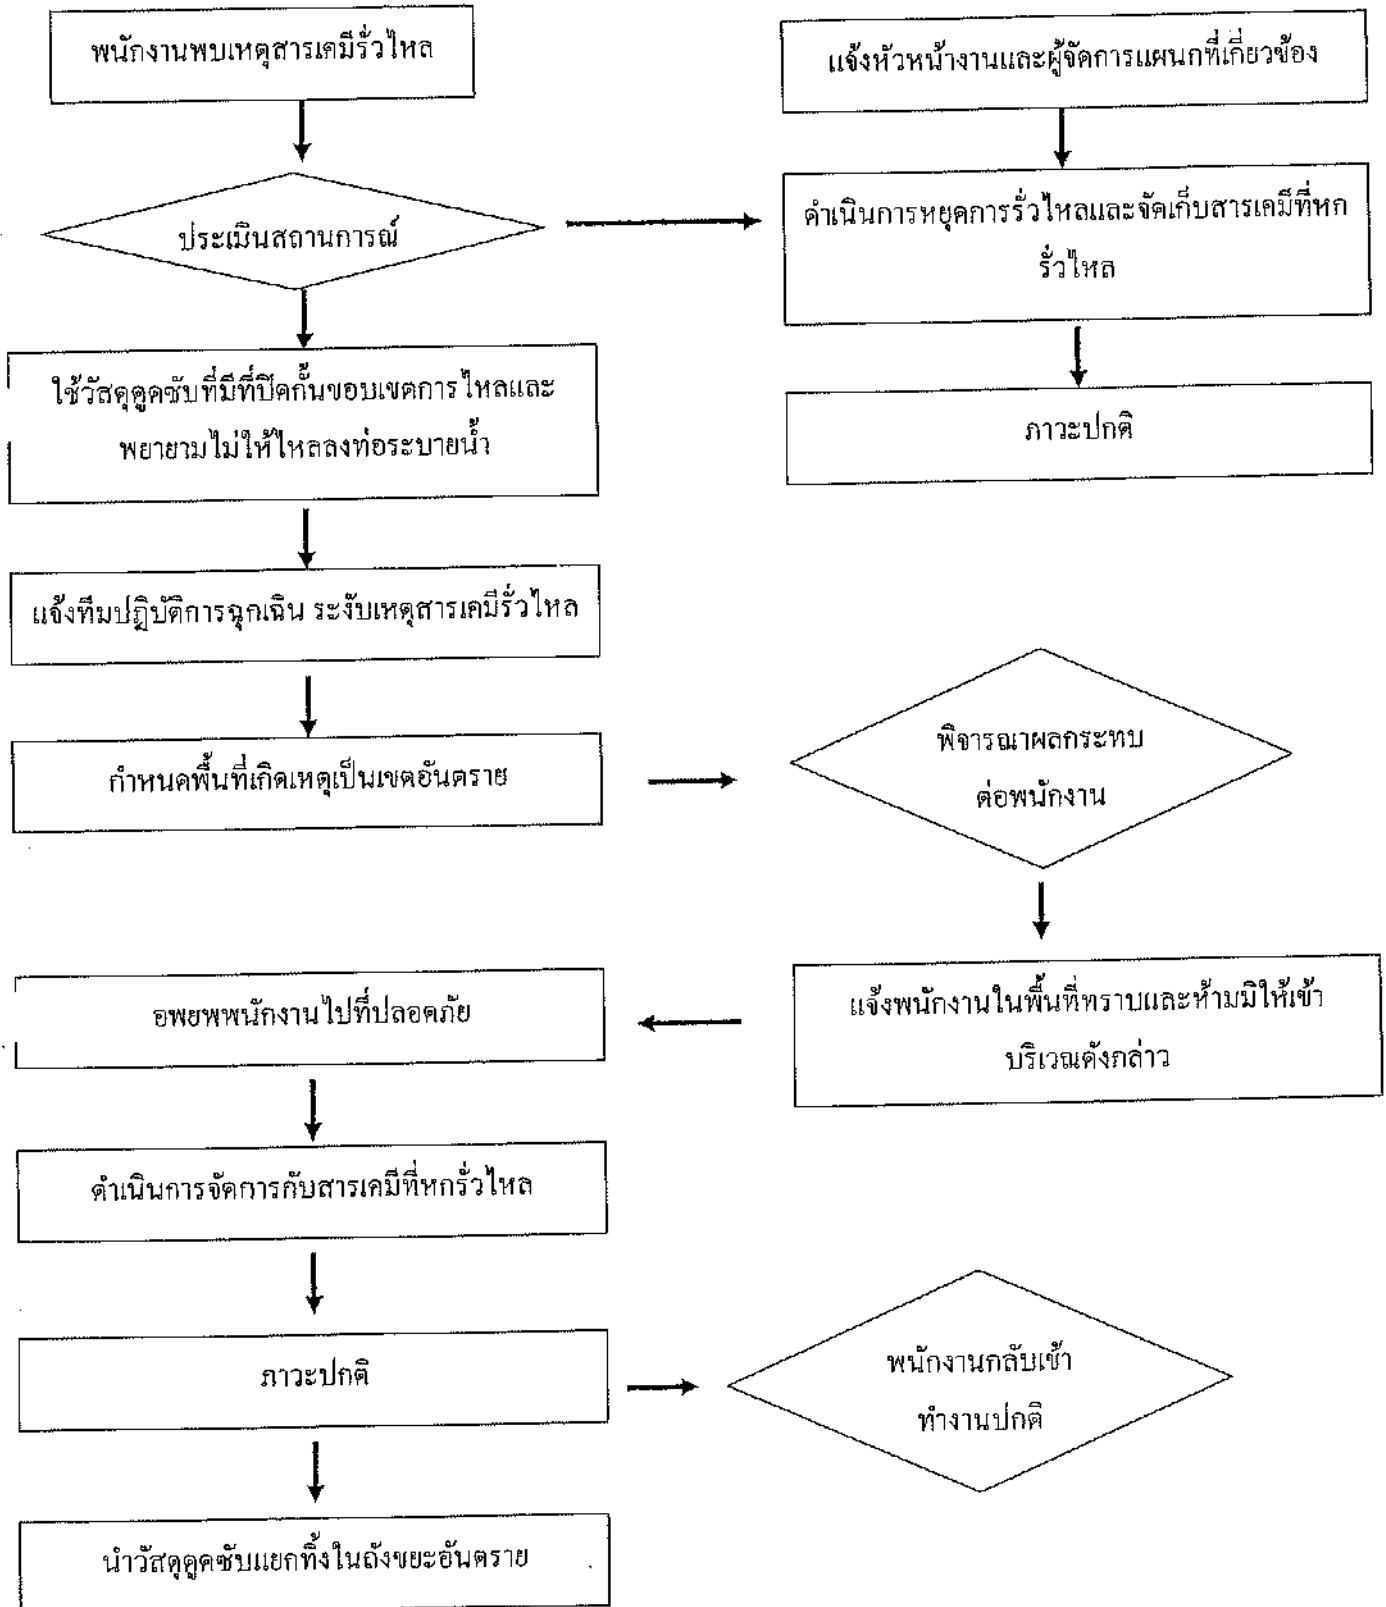 พนักงานพบเหตุสารเคมีรั่วไหล
แจ้งหัวหน้างานและผู้จัดการแผนกที่เกี่ยวข้อง
ประเมินสถานการณ์
ดำเนินการหยุดการรั่วไหลและจัดเก็บสารเคมีที่หก
รั่วไหล
ใช้วัสดุดูดซับที่มีที่ปิดกั้นขอบเขตการไหลและ
พยายามไม่ให้ไหลลงท่อระบายน้ำ
ภาวะปกติ
แจ้งทีมปฏิบัติการฉุกเฉิน ระงับเหตุสารเคมีรั่วไหล
กำหนดพื้นที่เกิดเหตุเป็นเขตอันตราย
พิจารณาผลกระทบ
ต่อพนักงาน
แจ้งพนักงานในพื้นที่ทราบและห้ามมิให้เข้า
บริเวณดังกล่าว
อพยพพนักงานไปที่ปลอดภัย
ดำเนินการจัดการกับสารเคมีที่หกรั่วไหล
ภาวะปกติ
พนักงานกลับเข้า
ทำงานปกติ
นำวัสดุดูดซับแยกทิ้งในถังขยะอันตราย